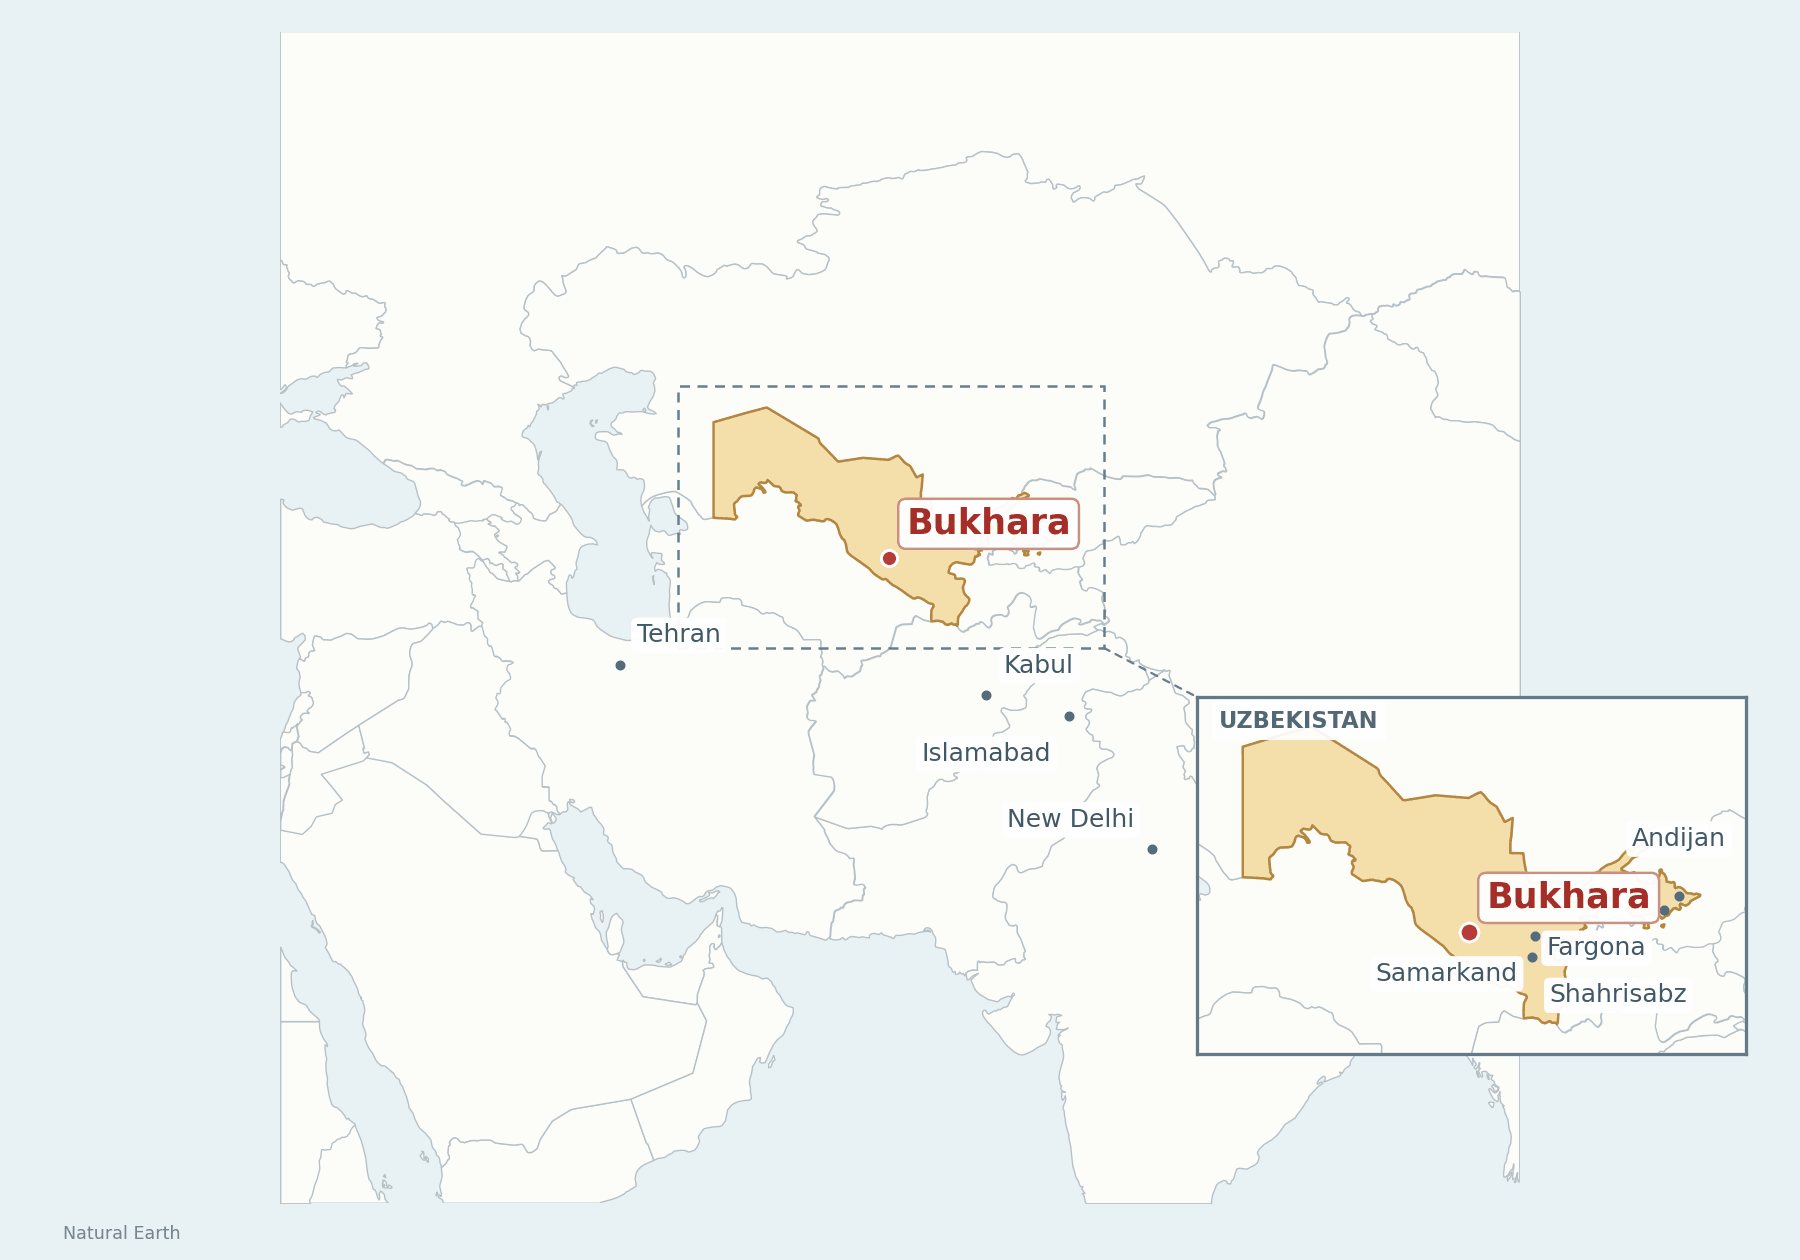 Bukhara
Tehran
Kabul
Islamabad
New Delhi
UZBEKISTAN
Andijan
Bukhara
Fargona
Samarkand
Shahrisabz
Natural Earth